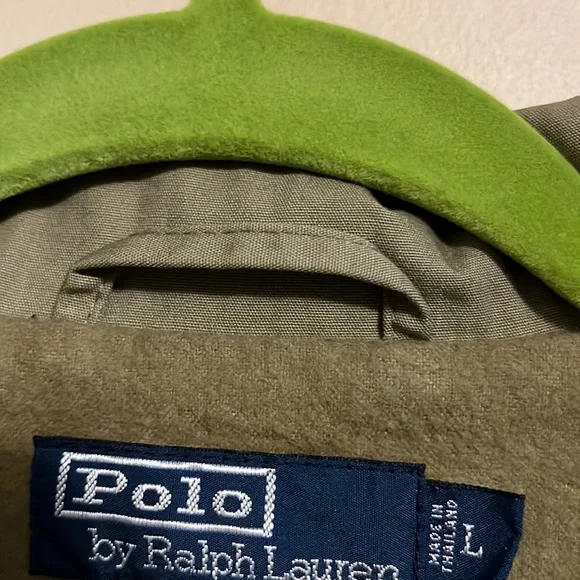 Polo
by Ralph Lauren
MADE IN
THAILAND
L